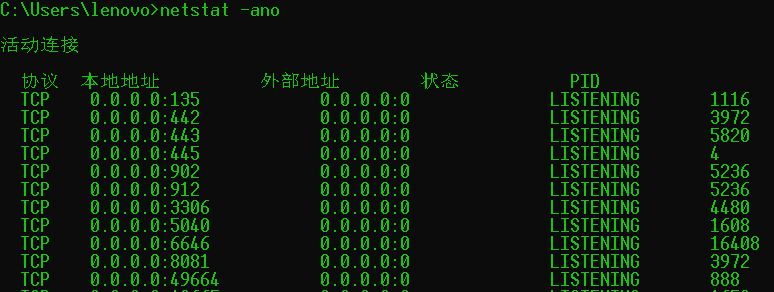 C:\Users\lenovo>netstat -ano
活动连接
协议 本地地址 外部地址 状态 PID
TCP 0.0.0.0:135 0.0.0.0:0 LISTENING 1116
TCP 0.0.0.0:442 0.0.0.0:0 LISTENING 3972
TCP 0.0.0.0:443 0.0.0.0:0 LISTENING 5820
TCP 0.0.0.0:445 0.0.0.0:0 LISTENING 4
TCP 0.0.0.0:902 0.0.0.0:0 LISTENING 5236
TCP 0.0.0.0:912 0.0.0.0:0 LISTENING 5236
TCP 0.0.0.0:3306 0.0.0.0:0 LISTENING 4480
TCP 0.0.0.0:5040 0.0.0.0:0 LISTENING 1608
TCP 0.0.0.0:6646 0.0.0.0:0 LISTENING 16408
TCP 0.0.0.0:8081 0.0.0.0:0 LISTENING 3972
TCP 0.0.0.0:49664 0.0.0.0:0 LISTENING 888